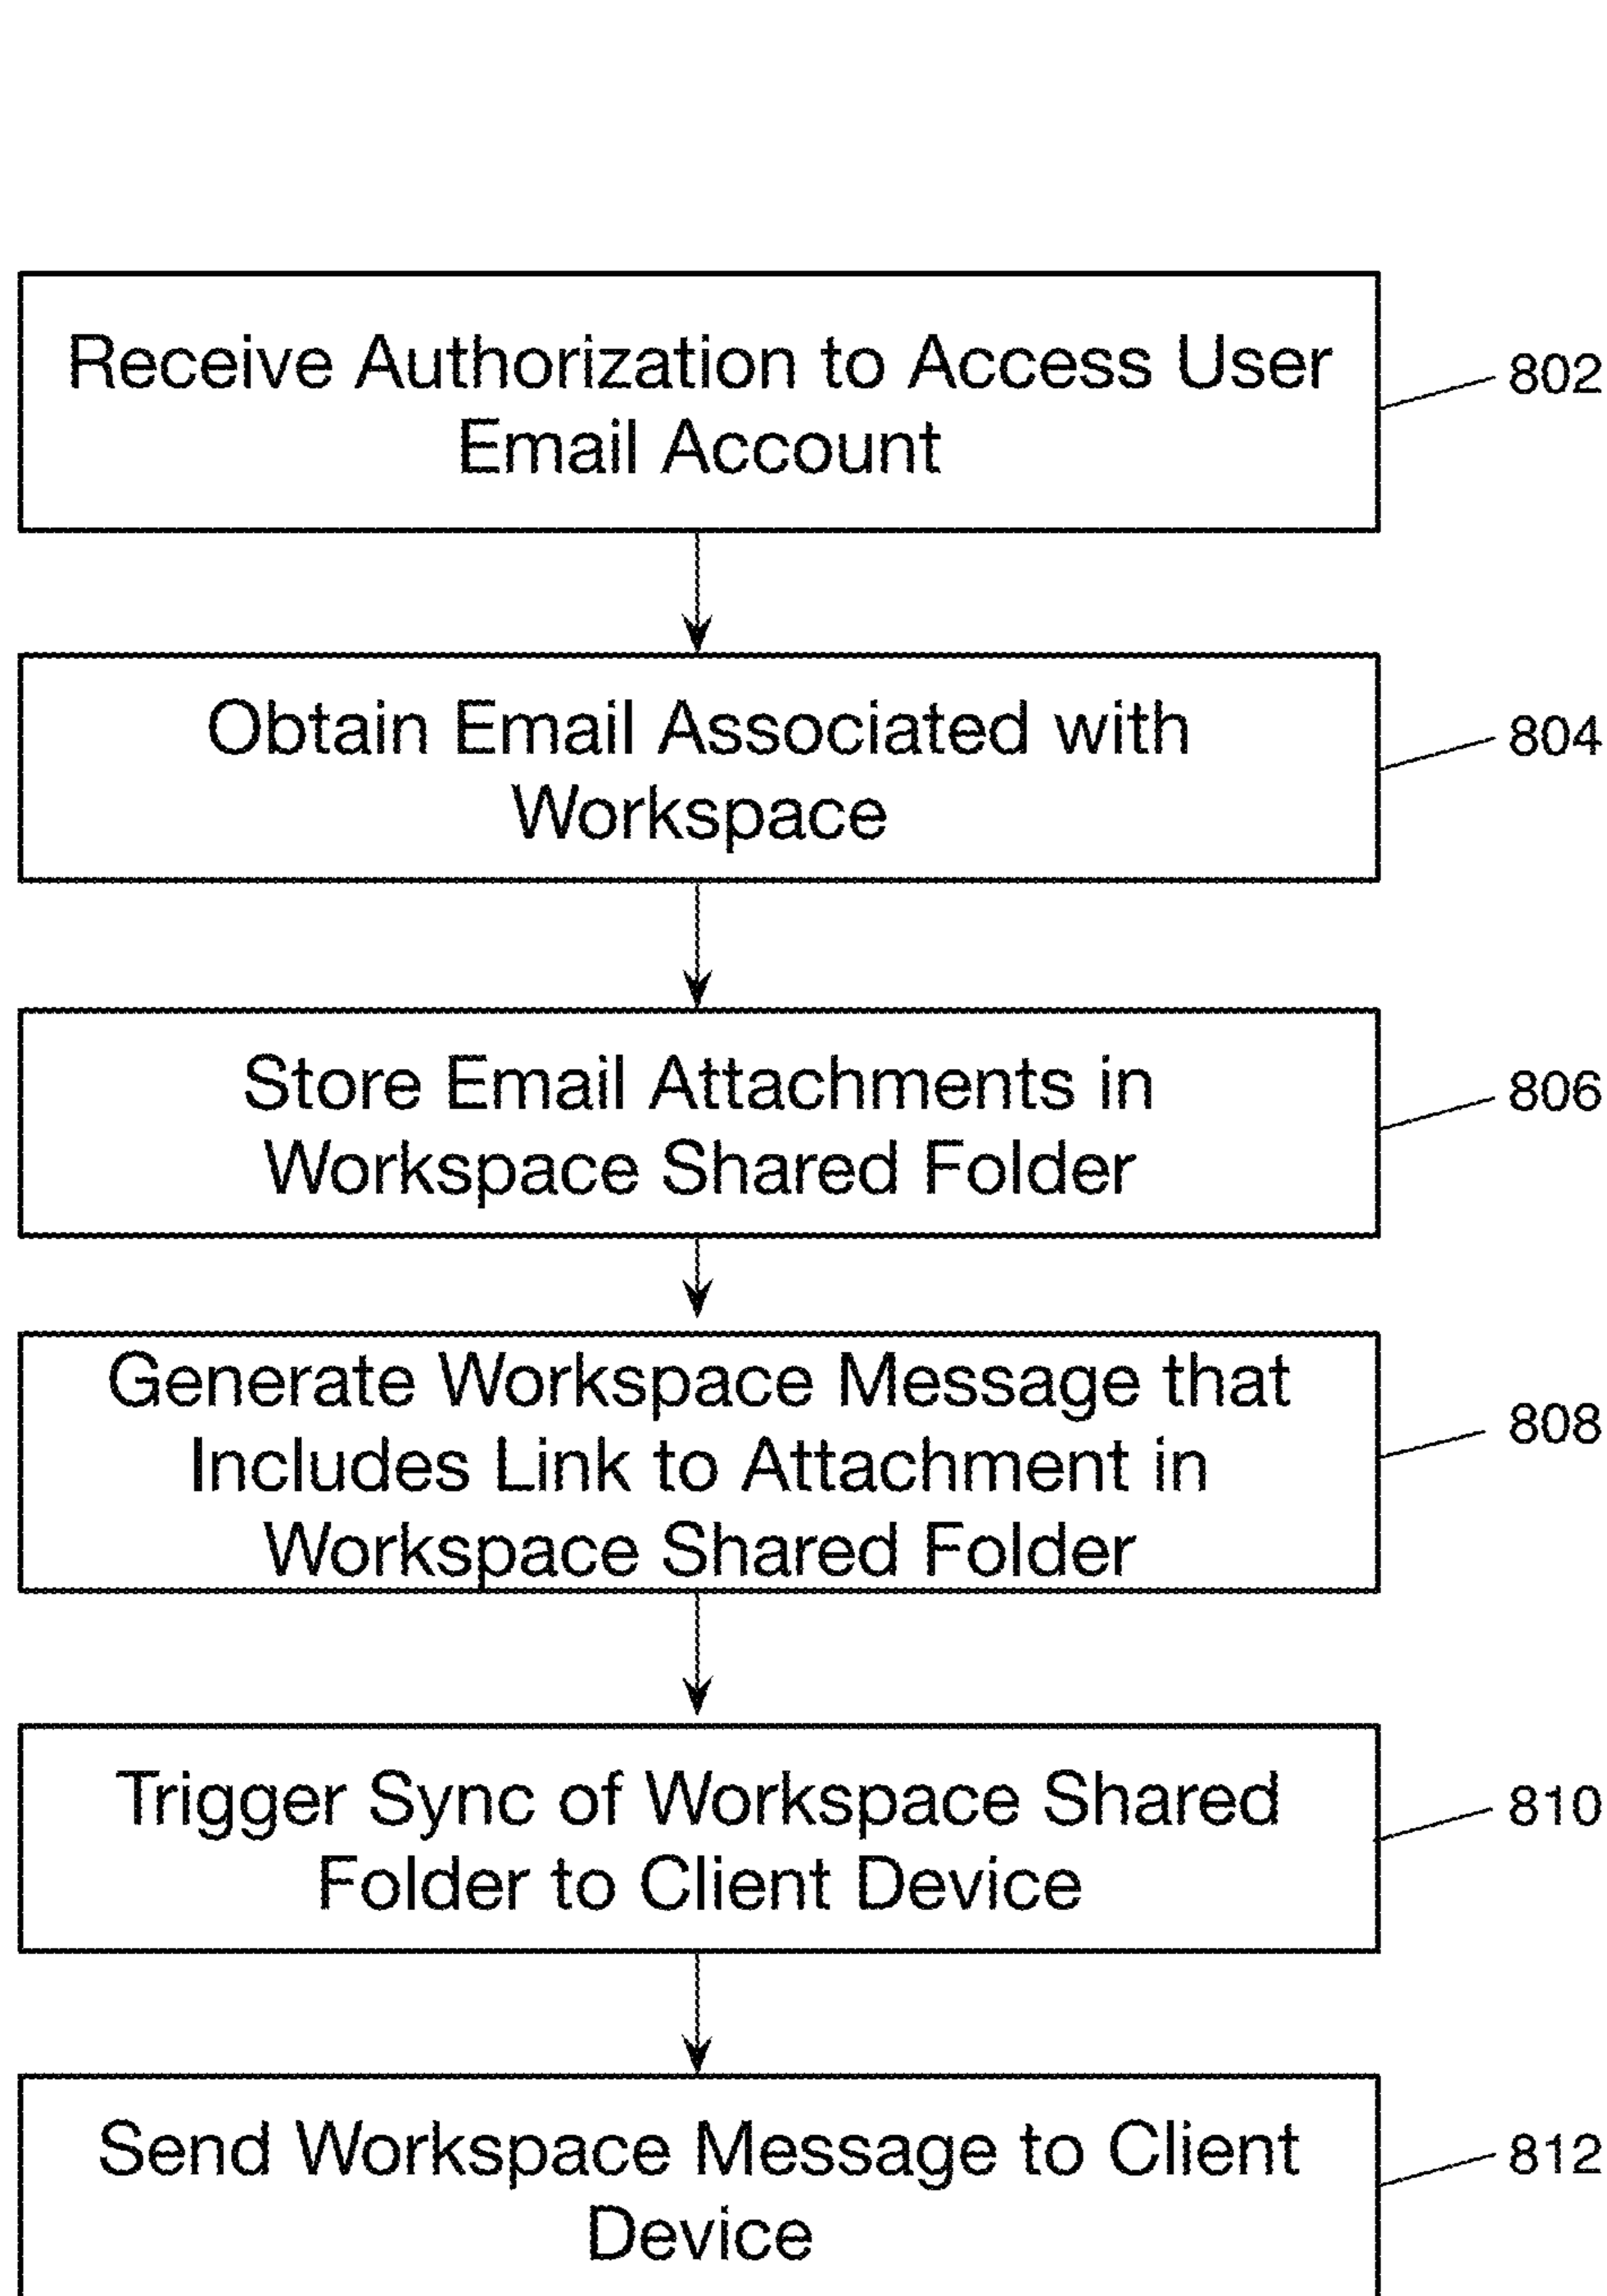 Receive Authorization to Access User
Email Account
802
Obtain Email Associated with
Workspace
804
Store Email Attachments in
Workspace Shared Folder
806
Generate Workspace Message that
Includes Link to Attachment in
Workspace Shared Folder
808
Trigger Sync of Workspace Shared
Folder to Client Device
810
Send Workspace Message to Client
Device
812